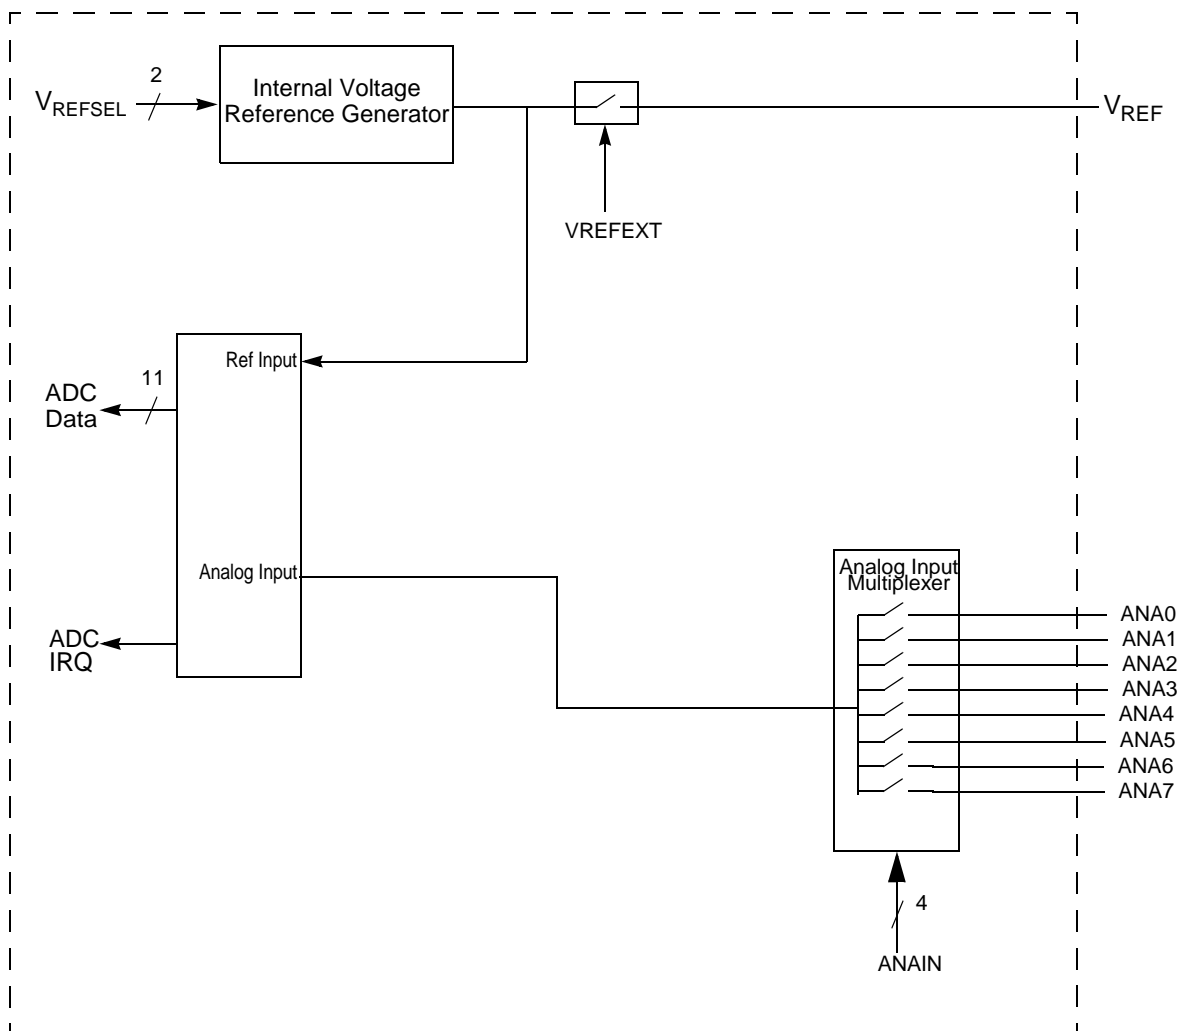 2
Internal Voltage
Reference Generator
VREFSEL
VREF
VREFEXT
Ref Input
11
ADC
Data
Analog Input
ADC
IRQ
Analog Input
Multiplexer
ANA0
ANA1
ANA2
ANA3
ANA4
ANA5
ANA6
ANA7
4
ANAIN